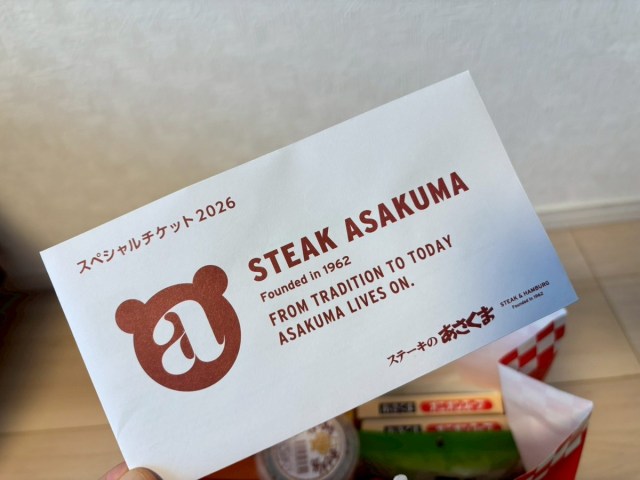 スペシャルチケット2026
a
STEAK ASAKUMA
Founded in 1962
FROM TRADITION TO TODAY
ASAKUMA LIVES ON.
ステーキの あさくま
STEAK & HAMBURG
Founded in 1962